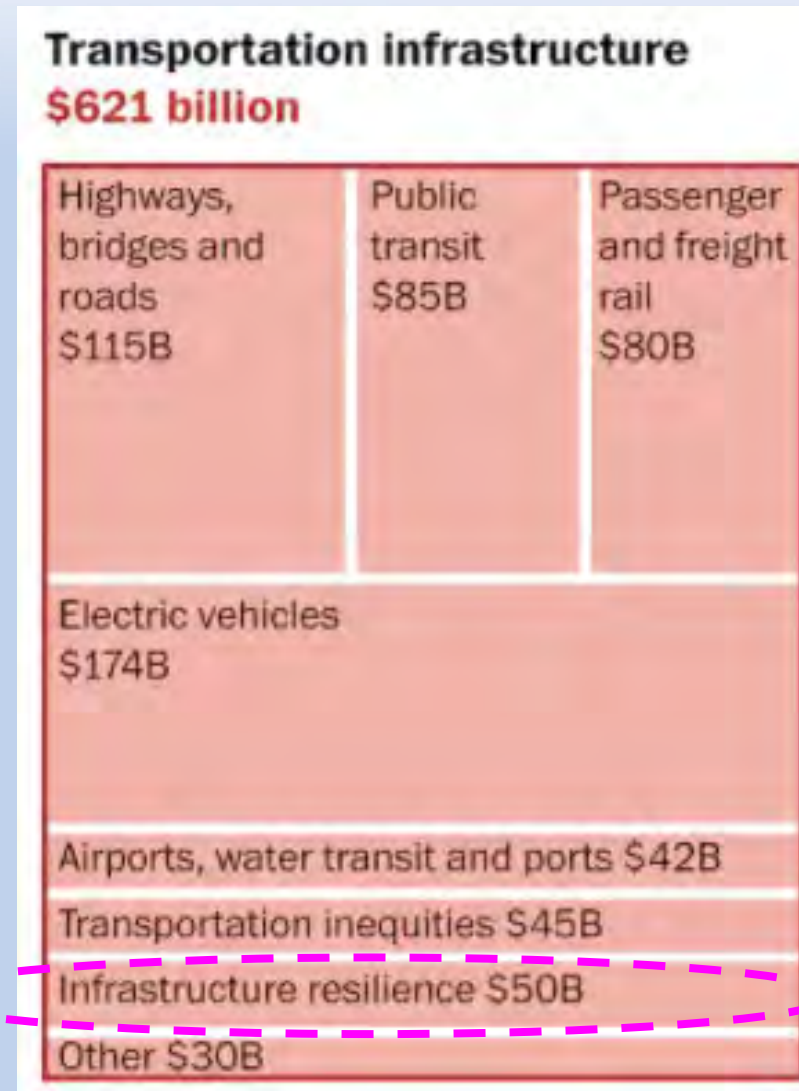 Transportation infrastructure
$621 billion
Highways,
bridges and
roads
$115B
Public
transit
$85B
Passenger
and freight
rail
$80B
Electric vehicles
$174B
Airports, water transit and ports $42B
Transportation inequities $45B
Infrastructure resilience $50B
Other $30B